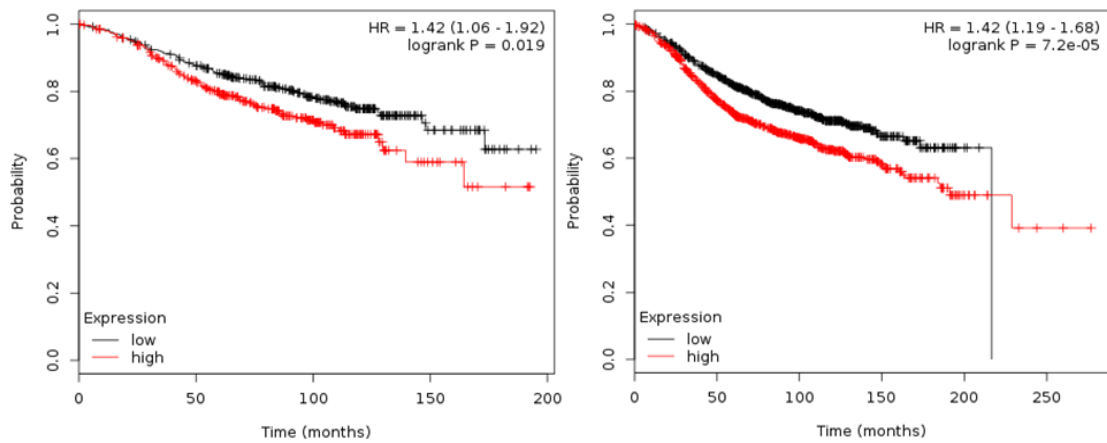 HR = 1.42 (1.06 - 1.92)
logrank P = 0.019
Probability
1.0
0.8
0.6
0.4
0.2
0.0
Expression
low
high
0 50 100 150 200
Time (months)
HR = 1.42 (1.19 - 1.68)
logrank P = 7.2e-05
Probability
1.0
0.8
0.6
0.4
0.2
0.0
Expression
low
high
0 50 100 150 200 250
Time (months)